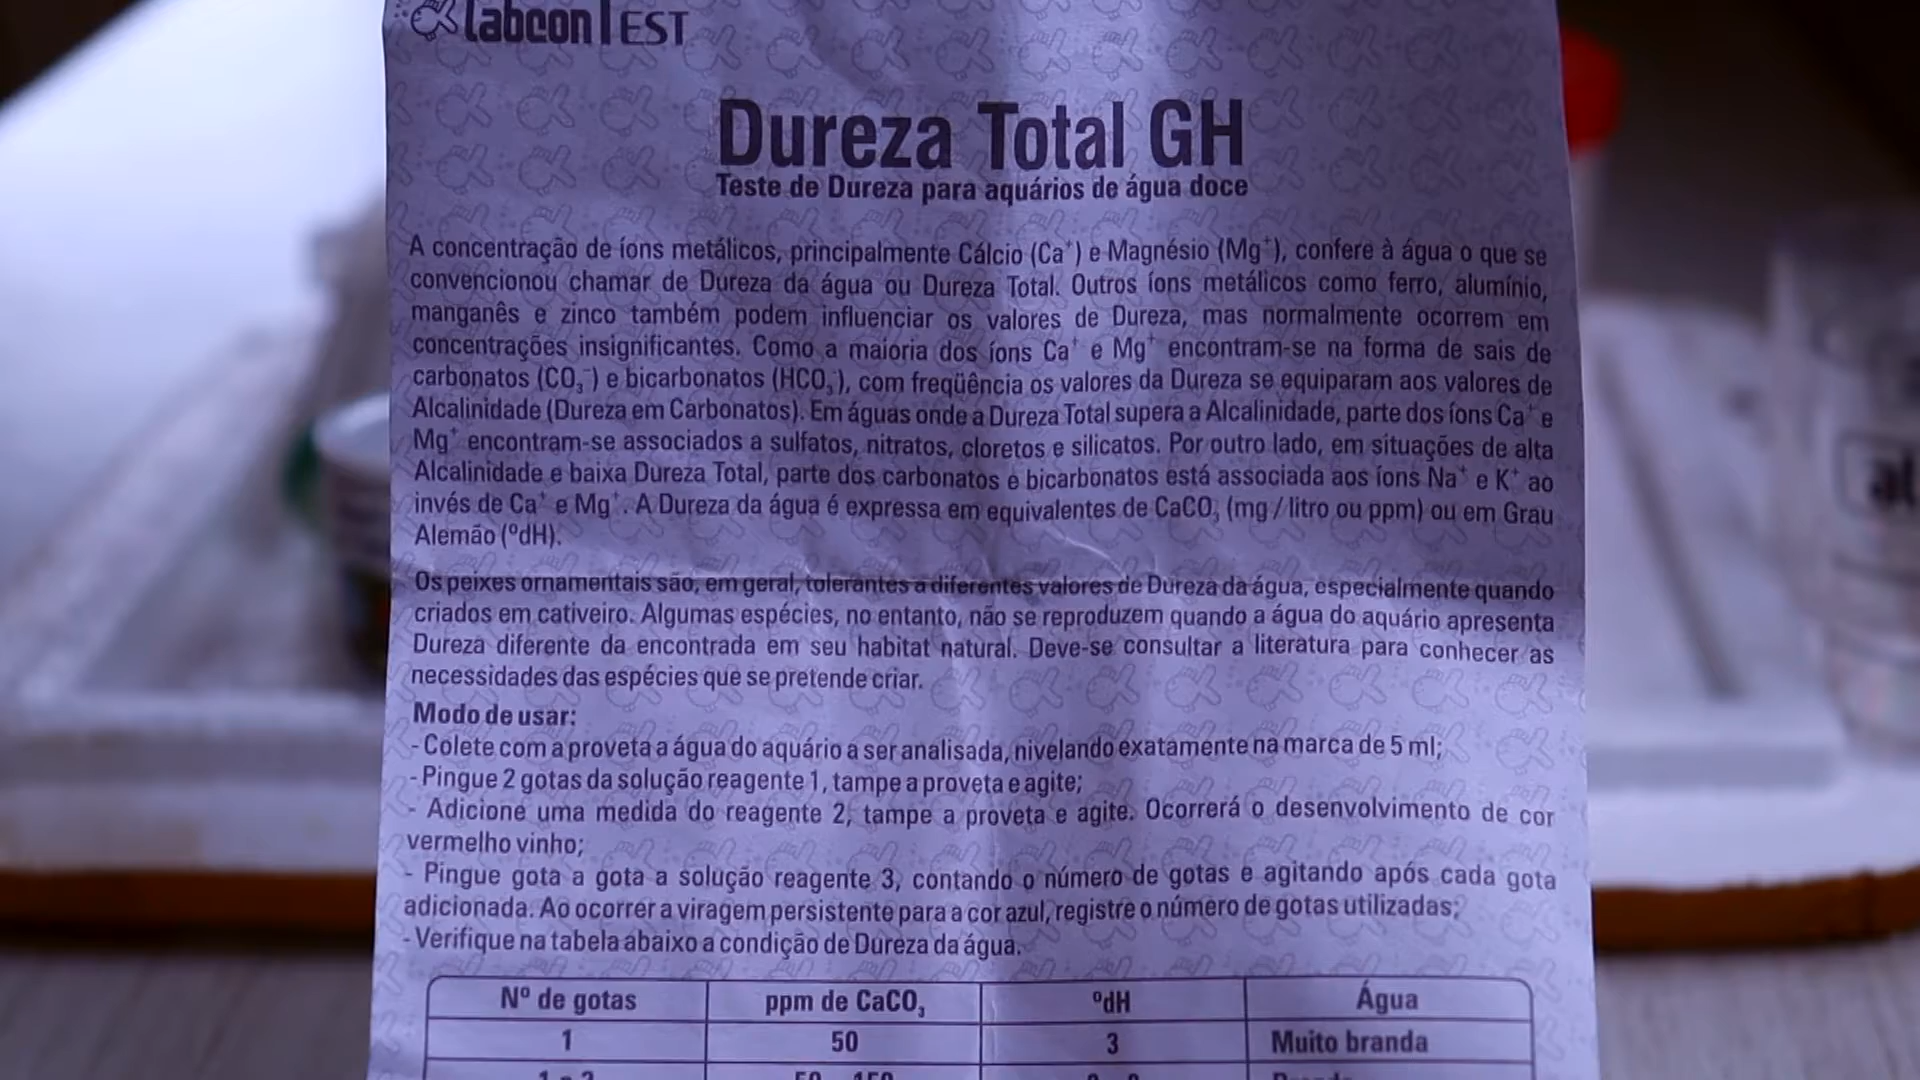 labconTEST
Dureza Total GH
Teste de Dureza para aquários de água doce
A concentração de íons metálicos, principalmente Cálcio (Ca⁺) e Magnésio (Mg⁺), confere à água o que se
convencionou chamar de Dureza da água ou Dureza Total. Outros íons metálicos como ferro, alumínio,
manganês e zinco também podem influenciar os valores de Dureza, mas normalmente ocorrem em
concentrações insignificantes. Como a maioria dos íons Ca⁺ e Mg⁺ encontram-se na forma de sais de
carbonatos (CO₃⁻) e bicarbonatos (HCO₃⁻), com freqüência os valores da Dureza se equiparam aos valores de
Alcalinidade (Dureza em Carbonatos). Em águas onde a Dureza Total supera a Alcalinidade, parte dos íons Ca⁺ e
Mg⁺ encontram-se associados a sulfatos, nitratos, cloretos e silicatos. Por outro lado, em situações de alta
Alcalinidade e baixa Dureza Total, parte dos carbonatos e bicarbonatos está associada aos íons Na⁺ e K⁺ ao
invés de Ca⁺ e Mg⁺. A Dureza da água é expressa em equivalentes de CaCO₃ (mg / litro ou ppm) ou em Grau
Alemão (ºdH).
Os peixes ornamentais são, em geral, tolerantes a diferentes valores de Dureza da água, especialmente quando
criados em cativeiro. Algumas espécies, no entanto, não se reproduzem quando a água do aquário apresenta
Dureza diferente da encontrada em seu habitat natural. Deve-se consultar a literatura para conhecer as
necessidades das espécies que se pretende criar.
Modo de usar:
- Colete com a proveta a água do aquário a ser analisada, nivelando exatamente na marca de 5 ml;
- Pingue 2 gotas da solução reagente 1, tampe a proveta e agite;
- Adicione uma medida do reagente 2, tampe a proveta e agite. Ocorrerá o desenvolvimento de cor
vermelho vinho;
- Pingue gota a gota a solução reagente 3, contando o número de gotas e agitando após cada gota
adicionada. Ao ocorrer a viragem persistente para a cor azul, registre o número de gotas utilizadas;
- Verifique na tabela abaixo a condição de Dureza da água.
Nº de gotas ppm de CaCO₃ ºdH Água
1 50 3 Muito branda